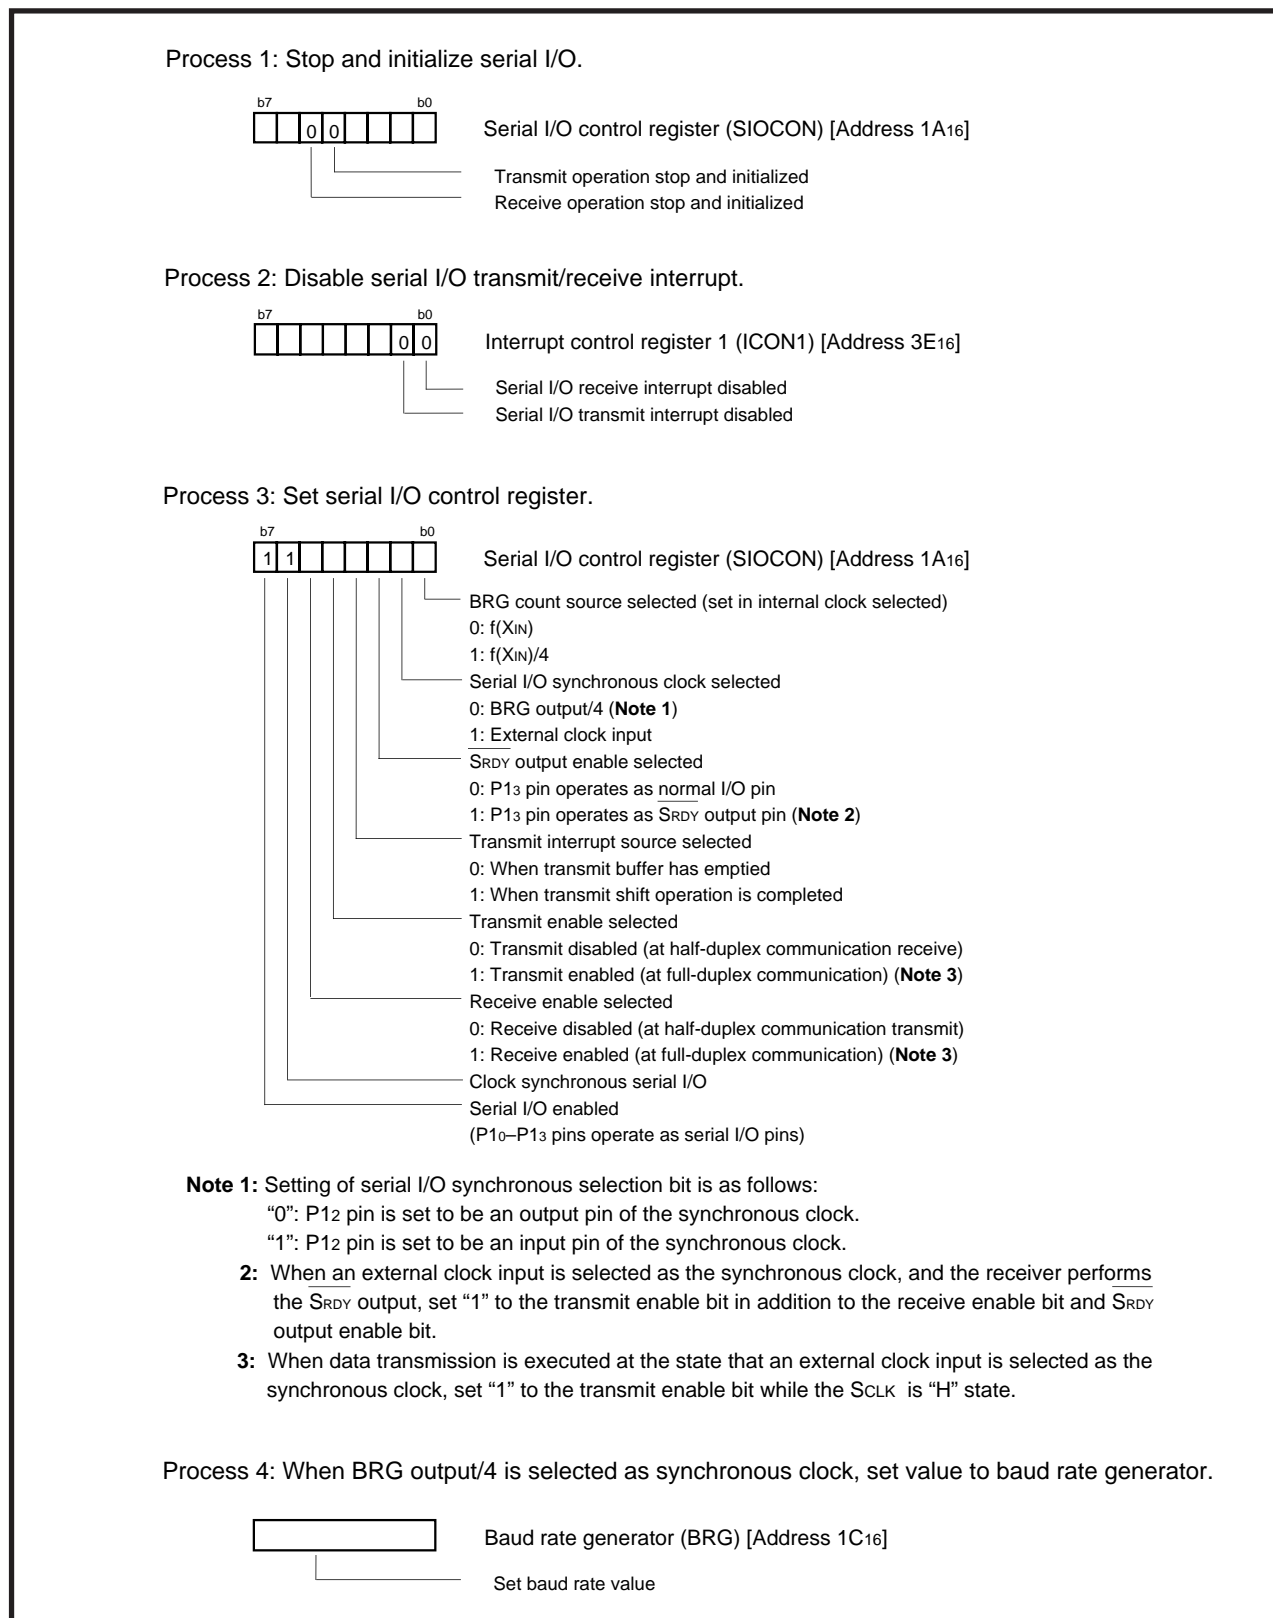 Process 1: Stop and initialize serial I/O.
b7 b0
0 0
Serial I/O control register (SIOCON) [Address 1A16]
Transmit operation stop and initialized
Receive operation stop and initialized
Process 2: Disable serial I/O transmit/receive interrupt.
b7 b0
0 0
Interrupt control register 1 (ICON1) [Address 3E16]
Serial I/O receive interrupt disabled
Serial I/O transmit interrupt disabled
Process 3: Set serial I/O control register.
b7 b0
1 1
Serial I/O control register (SIOCON) [Address 1A16]
BRG count source selected (set in internal clock selected)
0: f(XIN)
1: f(XIN)/4
Serial I/O synchronous clock selected
0: BRG output/4 (Note 1)
1: External clock input
SRDY output enable selected
0: P13 pin operates as normal I/O pin
1: P13 pin operates as SRDY output pin (Note 2)
Transmit interrupt source selected
0: When transmit buffer has emptied
1: When transmit shift operation is completed
Transmit enable selected
0: Transmit disabled (at half-duplex communication receive)
1: Transmit enabled (at full-duplex communication) (Note 3)
Receive enable selected
0: Receive disabled (at half-duplex communication transmit)
1: Receive enabled (at full-duplex communication) (Note 3)
Clock synchronous serial I/O
Serial I/O enabled
(P10–P13 pins operate as serial I/O pins)
Note 1: Setting of serial I/O synchronous selection bit is as follows:
“0”: P12 pin is set to be an output pin of the synchronous clock.
“1”: P12 pin is set to be an input pin of the synchronous clock.
2: When an external clock input is selected as the synchronous clock, and the receiver performs
the SRDY output, set “1” to the transmit enable bit in addition to the receive enable bit and SRDY
output enable bit.
3: When data transmission is executed at the state that an external clock input is selected as the
synchronous clock, set “1” to the transmit enable bit while the SCLK is “H” state.
Process 4: When BRG output/4 is selected as synchronous clock, set value to baud rate generator.
Baud rate generator (BRG) [Address 1C16]
Set baud rate value